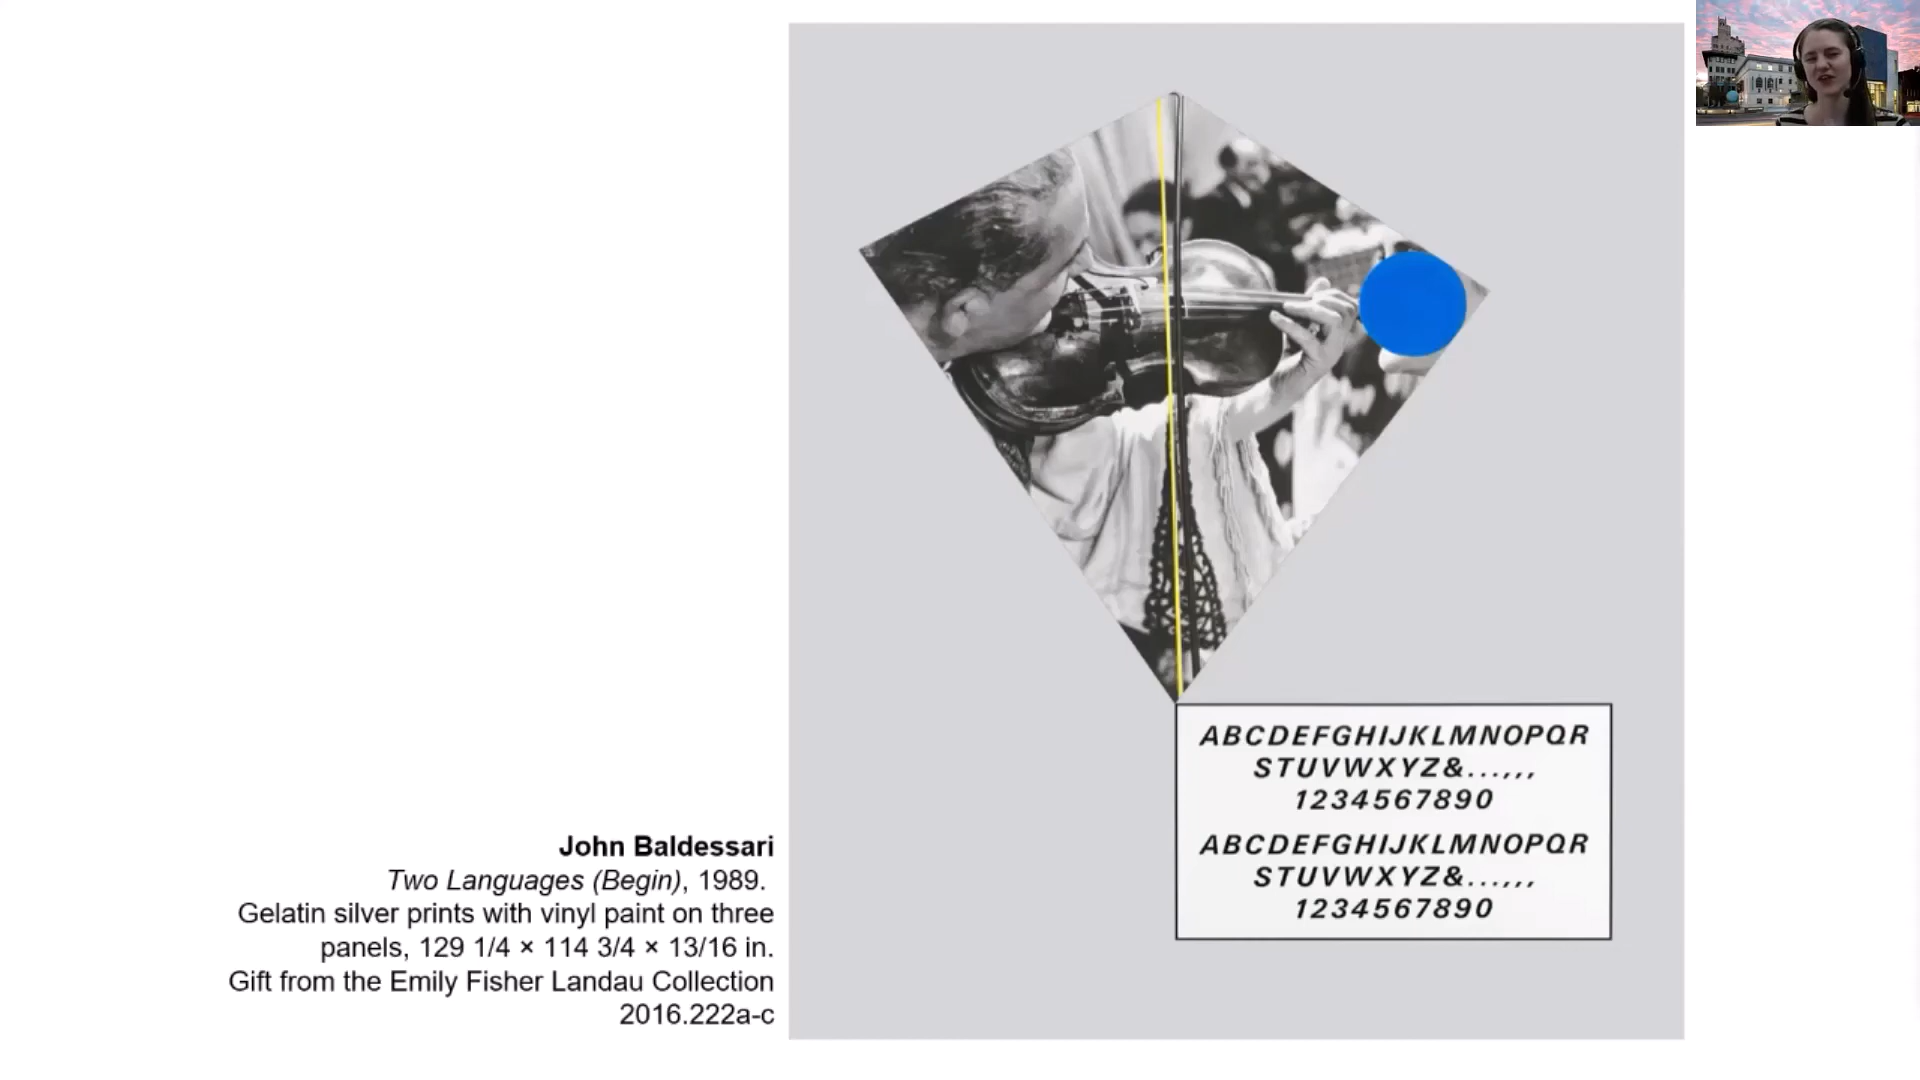 John Baldessari
Two Languages (Begin), 1989.
Gelatin silver prints with vinyl paint on three
panels, 129 1/4 × 114 3/4 × 13/16 in.
Gift from the Emily Fisher Landau Collection
2016.222a-c
ABCDEFGHIJKLMNOPQR
STUVWXYZ&...,,,
1234567890
ABCDEFGHIJKLMNOPQR
STUVWXYZ&...,,,
1234567890